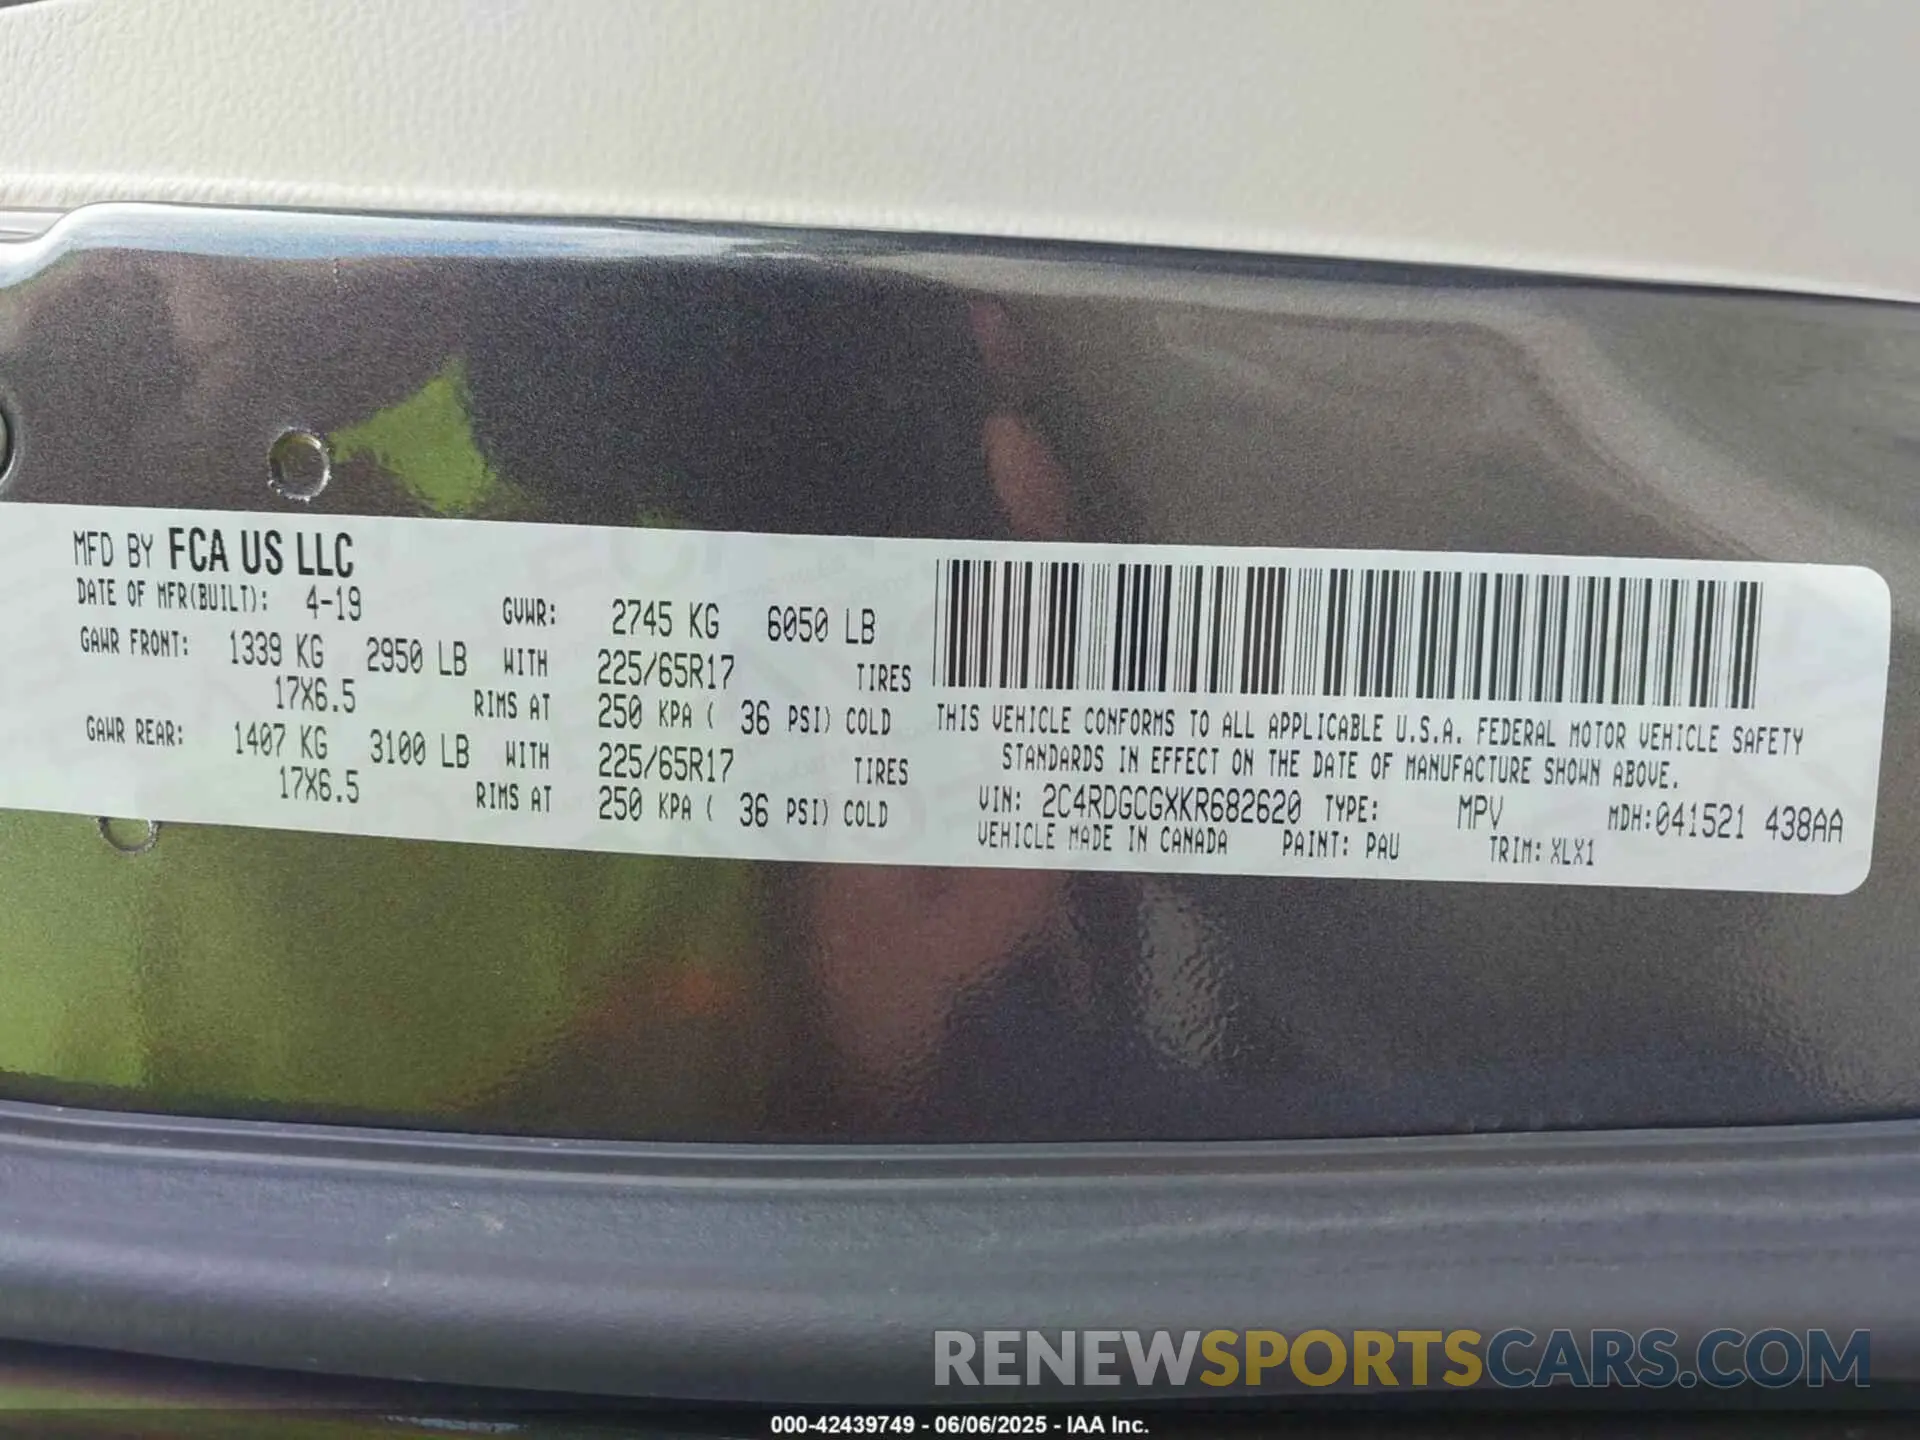 MFD BY FCA US LLC
DATE OF MFR(BUILT): 4-19 GVWR: 2745 KG 6050 LB
GAWR FRONT: 1339 KG 2950 LB WITH 225/65R17 TIRES
17X6.5 RIMS AT 250 KPA ( 36 PSI) COLD
GAWR REAR: 1407 KG 3100 LB WITH 225/65R17 TIRES
17X6.5 RIMS AT 250 KPA ( 36 PSI) COLD
THIS VEHICLE CONFORMS TO ALL APPLICABLE U.S.A. FEDERAL MOTOR VEHICLE SAFETY
STANDARDS IN EFFECT ON THE DATE OF MANUFACTURE SHOWN ABOVE.
VIN: 2C4RDGCGXKR682620 TYPE: MPV MDH:041521 438AA
VEHICLE MADE IN CANADA PAINT: PAU TRIM: XLX1
RENEWSPORTSCARS.COM
000-42439749 - 06/06/2025 - IAA Inc.